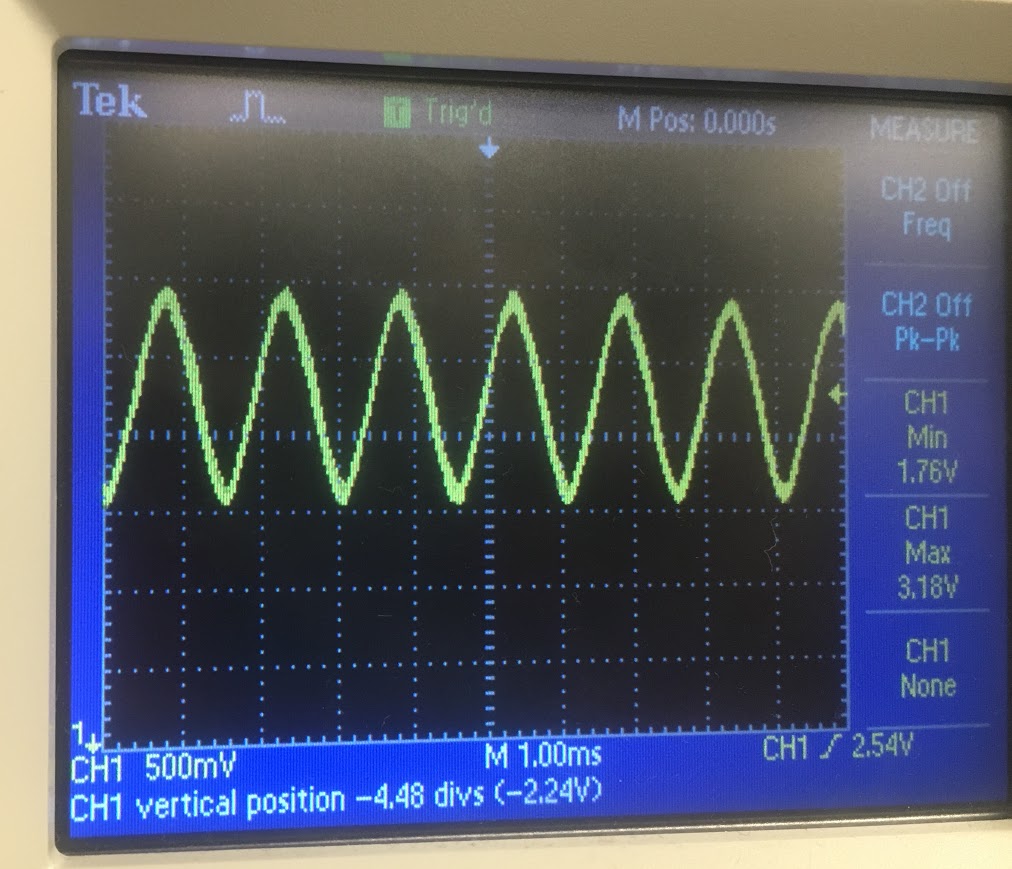 Tek
T Trig'd
M Pos: 0.000s
MEASURE
CH2 Off
Freq
CH2 Off
Pk-Pk
CH1
Min
1.76V
CH1
Max
3.18V
CH1
None
1
CH1 500mV
M 1.00ms
CH1 2.54V
CH1 vertical position -4.48 divs (-2.24V)